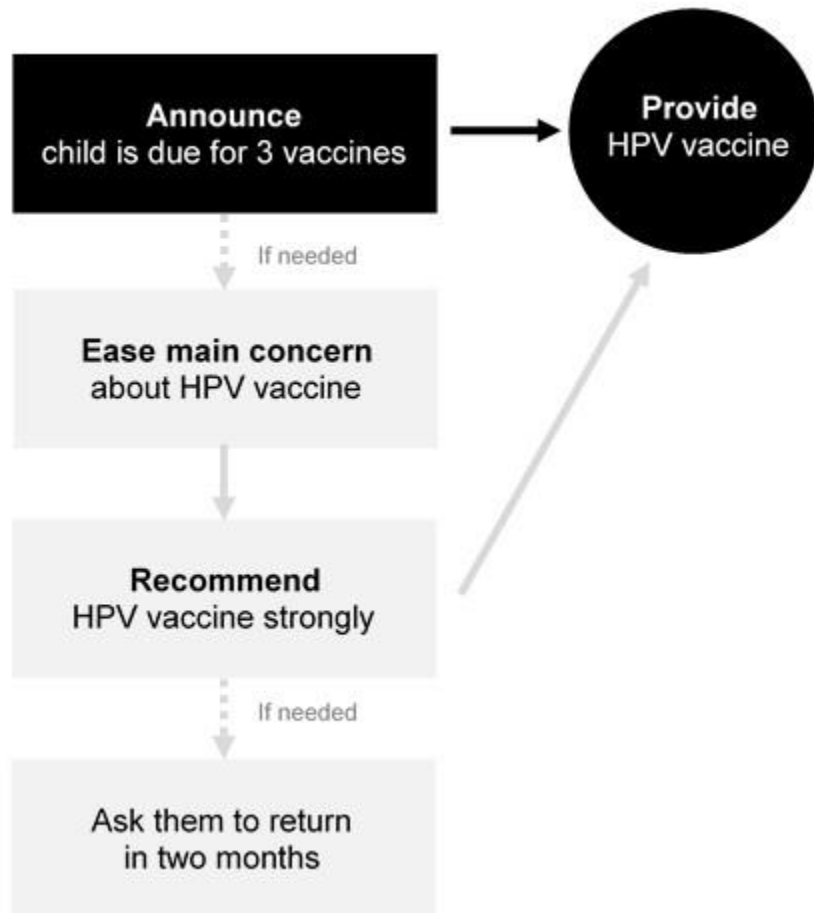 Announce
child is due for 3 vaccines
Provide
HPV vaccine
If needed
Ease main concern
about HPV vaccine
Recommend
HPV vaccine strongly
If needed
Ask them to return
in two months